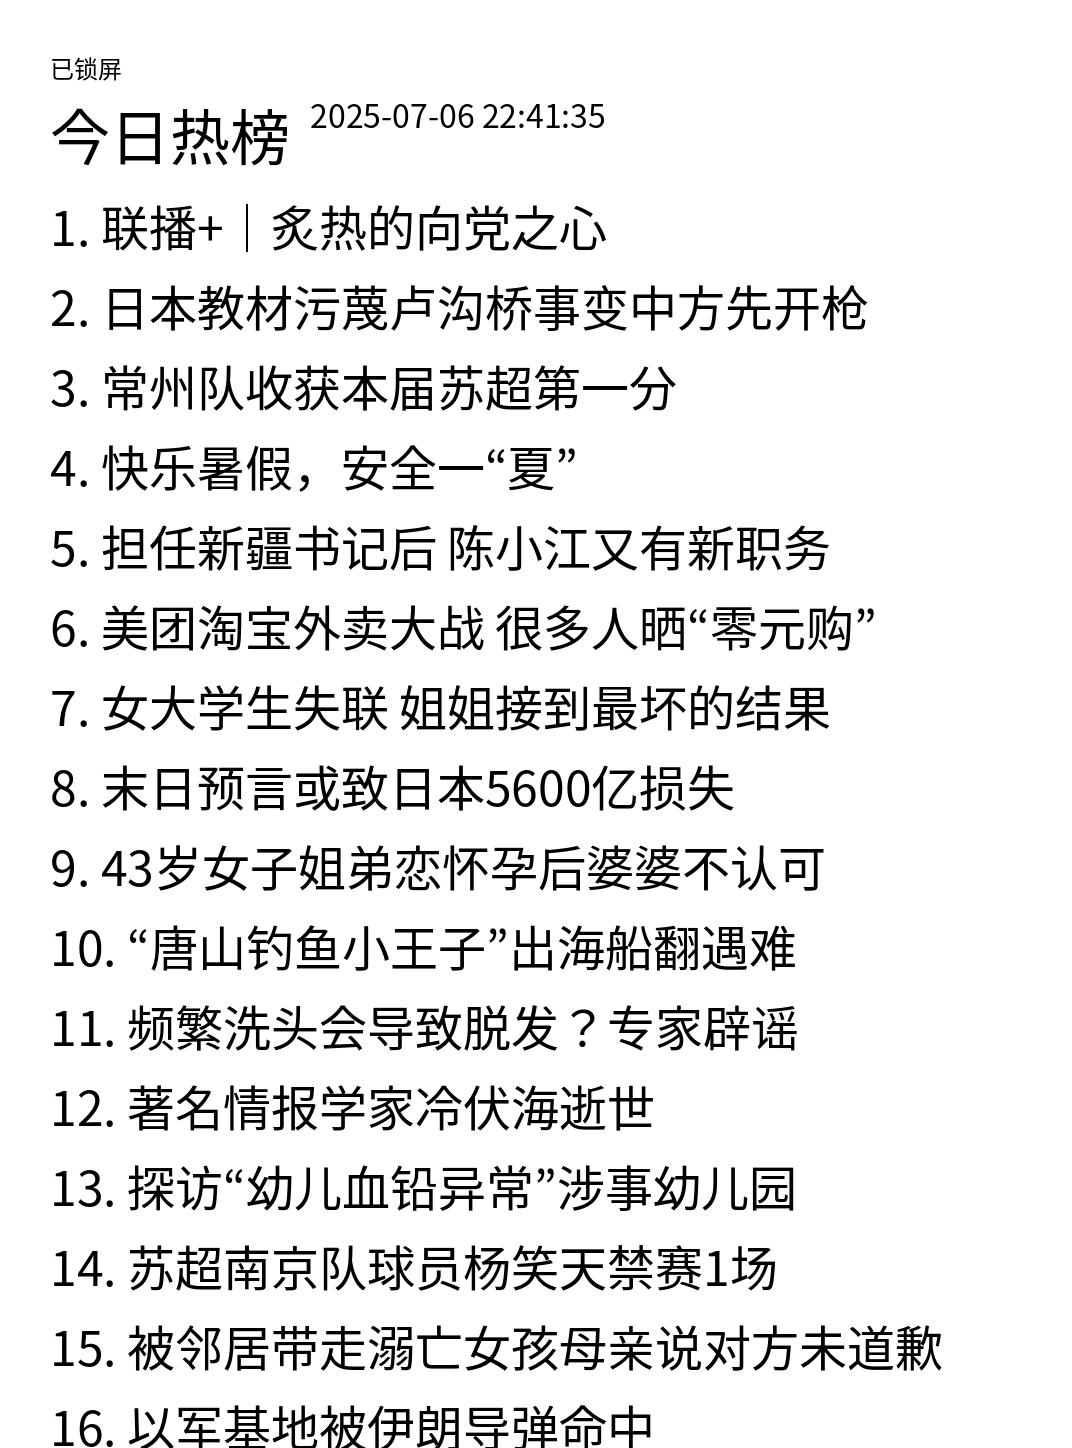 已锁屏
今日热榜 2025-07-06 22:41:35
1. 联播+｜炙热的向党之心
2. 日本教材污蔑卢沟桥事变中方先开枪
3. 常州队收获本届苏超第一分
4. 快乐暑假，安全一“夏”
5. 担任新疆书记后 陈小江又有新职务
6. 美团淘宝外卖大战 很多人晒“零元购”
7. 女大学生失联 姐姐接到最坏的结果
8. 末日预言或致日本5600亿损失
9. 43岁女子姐弟恋怀孕后婆婆不认可
10. “唐山钓鱼小王子”出海船翻遇难
11. 频繁洗头会导致脱发？专家辟谣
12. 著名情报学家冷伏海逝世
13. 探访“幼儿血铅异常”涉事幼儿园
14. 苏超南京队球员杨笑天禁赛1场
15. 被邻居带走溺亡女孩母亲说对方未道歉
16. 以军基地被伊朗导弹命中